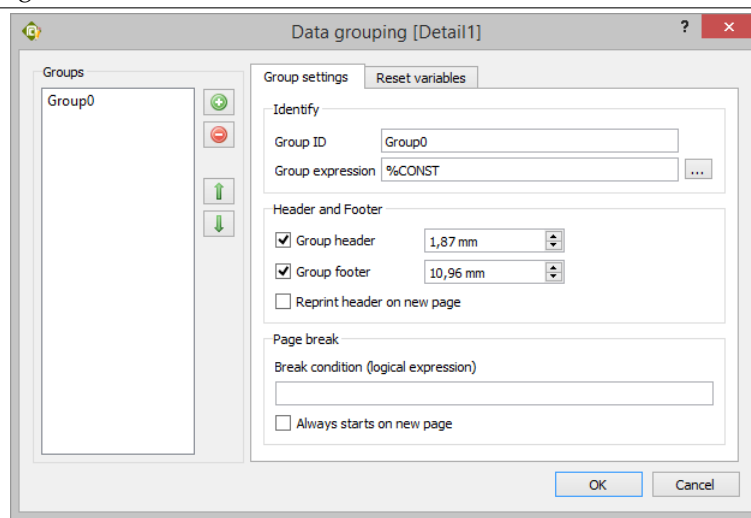 Data grouping [Detail1]
?
×
Groups
Group0
Group settings
Reset variables
Identify
Group ID
Group0
Group expression
%CONST
...
Header and Footer
Group header
1,87 mm
Group footer
10,96 mm
Reprint header on new page
Page break
Break condition (logical expression)
Always starts on new page
OK
Cancel